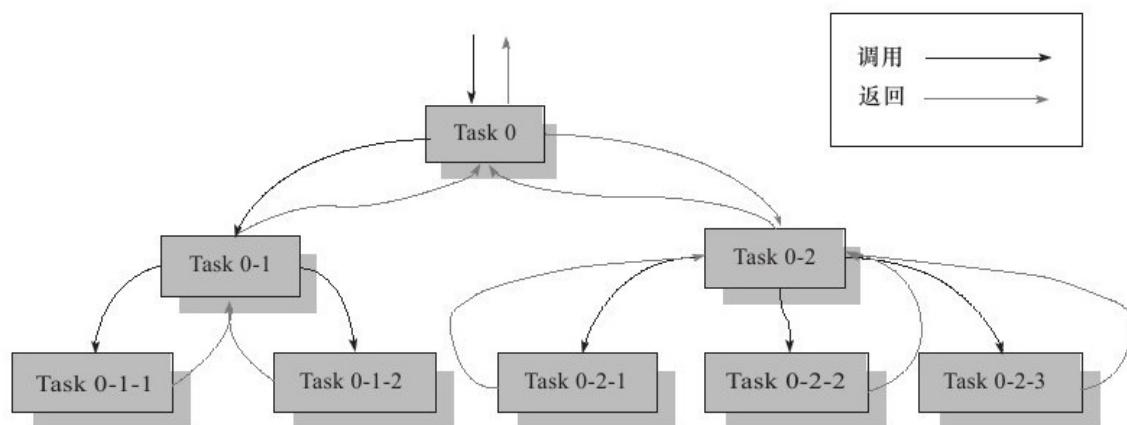 调用
返回
Task 0
Task 0-1
Task 0-2
Task 0-1-1
Task 0-1-2
Task 0-2-1
Task 0-2-2
Task 0-2-3